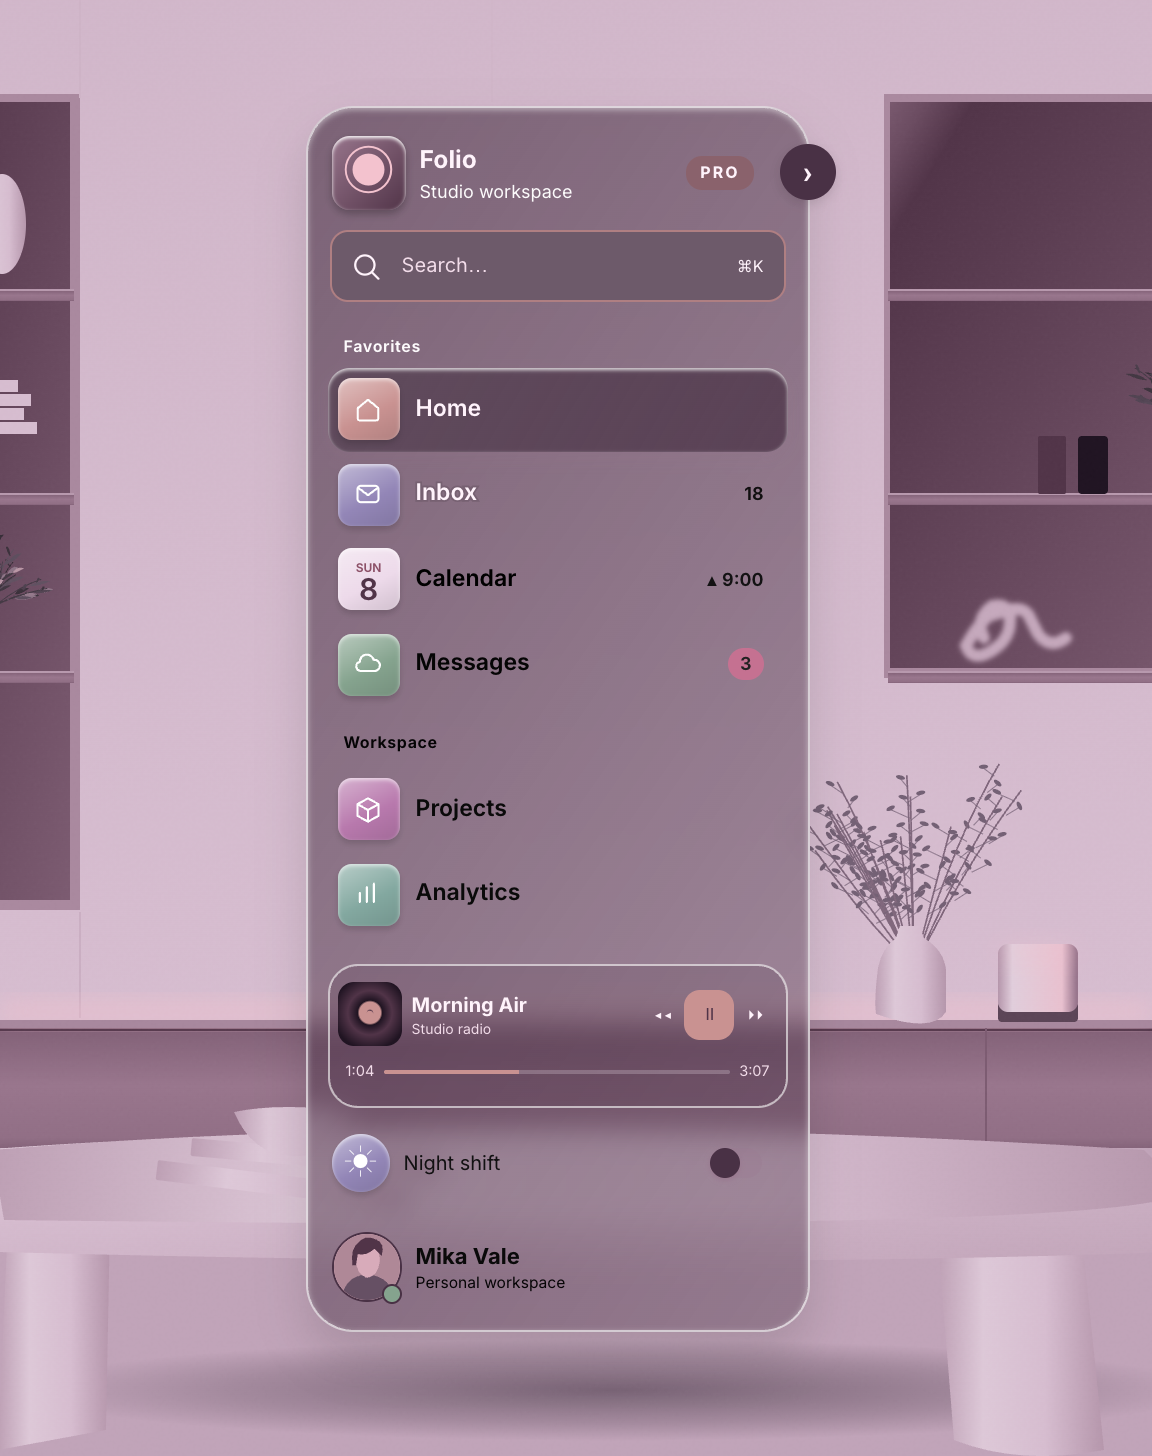 Folio
PRO
›
Studio workspace
Search...
⌘K
Favorites
Home
Inbox
18
SUN
8
Calendar
▲ 9:00
Messages
3
Workspace
Projects
Analytics
Morning Air
Studio radio
1:04
3:07
Night shift
Mika Vale
Personal workspace